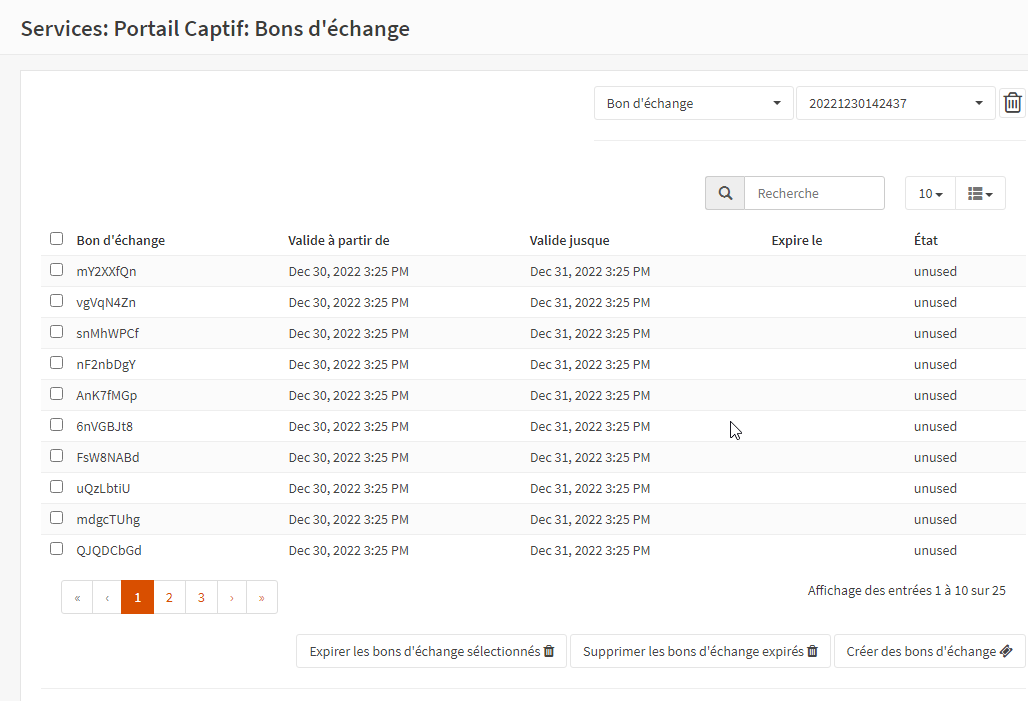 Services: Portail Captif: Bons d'échange
Bon d'échange 20221230142437
Recherche 10
Bon d'échange Valide à partir de Valide jusque Expire le État
mY2XXfQn Dec 30, 2022 3:25 PM Dec 31, 2022 3:25 PM unused
vgVqN4Zn Dec 30, 2022 3:25 PM Dec 31, 2022 3:25 PM unused
snMhWPCf Dec 30, 2022 3:25 PM Dec 31, 2022 3:25 PM unused
nF2nbDgY Dec 30, 2022 3:25 PM Dec 31, 2022 3:25 PM unused
AnK7fMGp Dec 30, 2022 3:25 PM Dec 31, 2022 3:25 PM unused
6nVGBJt8 Dec 30, 2022 3:25 PM Dec 31, 2022 3:25 PM unused
FsW8NABd Dec 30, 2022 3:25 PM Dec 31, 2022 3:25 PM unused
uQzLbtiU Dec 30, 2022 3:25 PM Dec 31, 2022 3:25 PM unused
mdgcTUhg Dec 30, 2022 3:25 PM Dec 31, 2022 3:25 PM unused
QJQDCbGd Dec 30, 2022 3:25 PM Dec 31, 2022 3:25 PM unused
« ‹ 1 2 3 › » Affichage des entrées 1 à 10 sur 25
Expirer les bons d'échange sélectionnés Supprimer les bons d'échange expirés Créer des bons d'échange